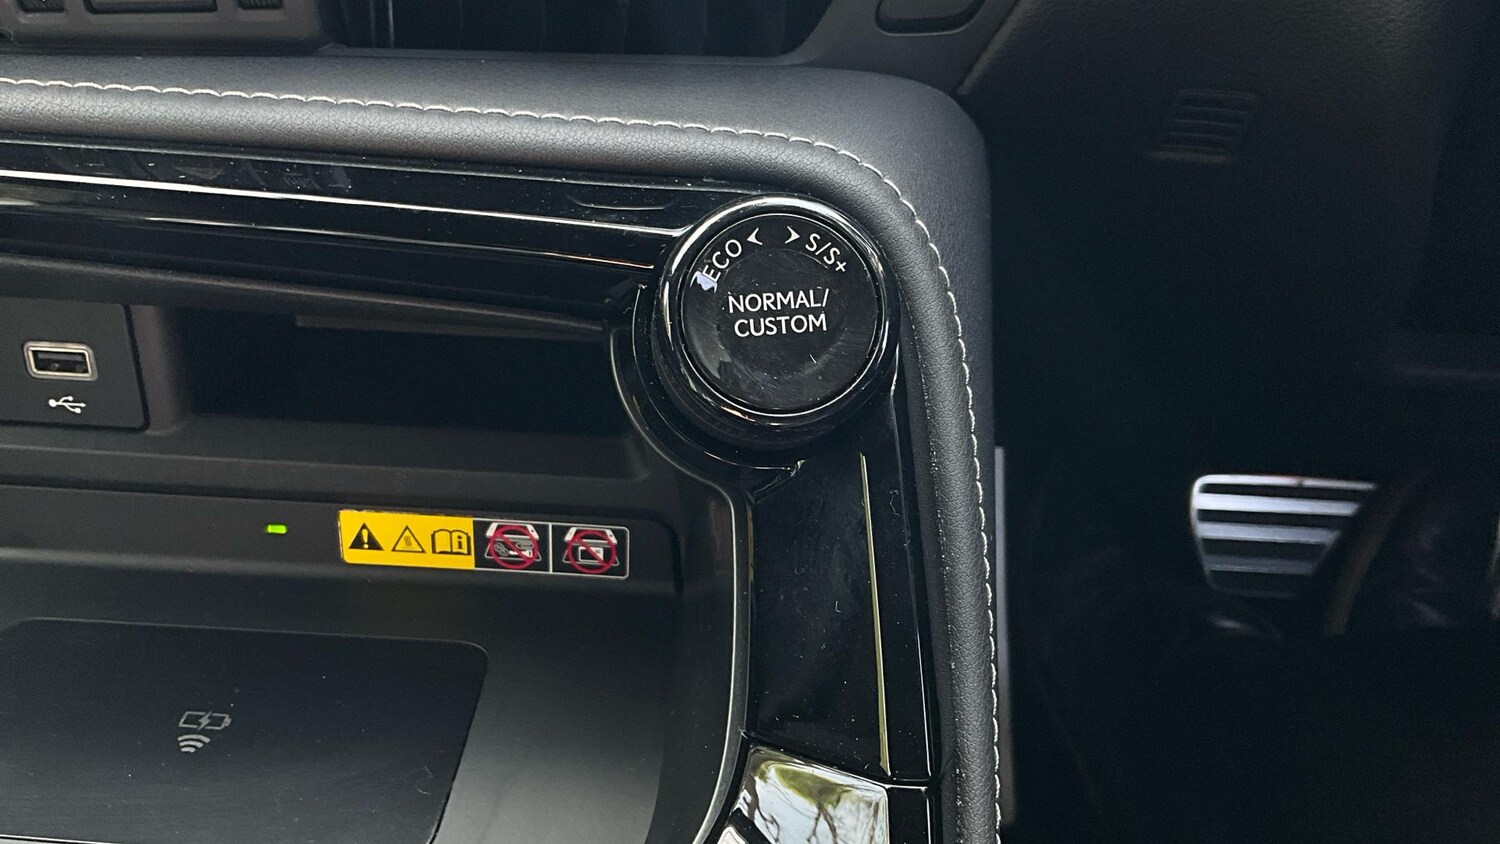 ECO < > S/S+
NORMAL/
CUSTOM